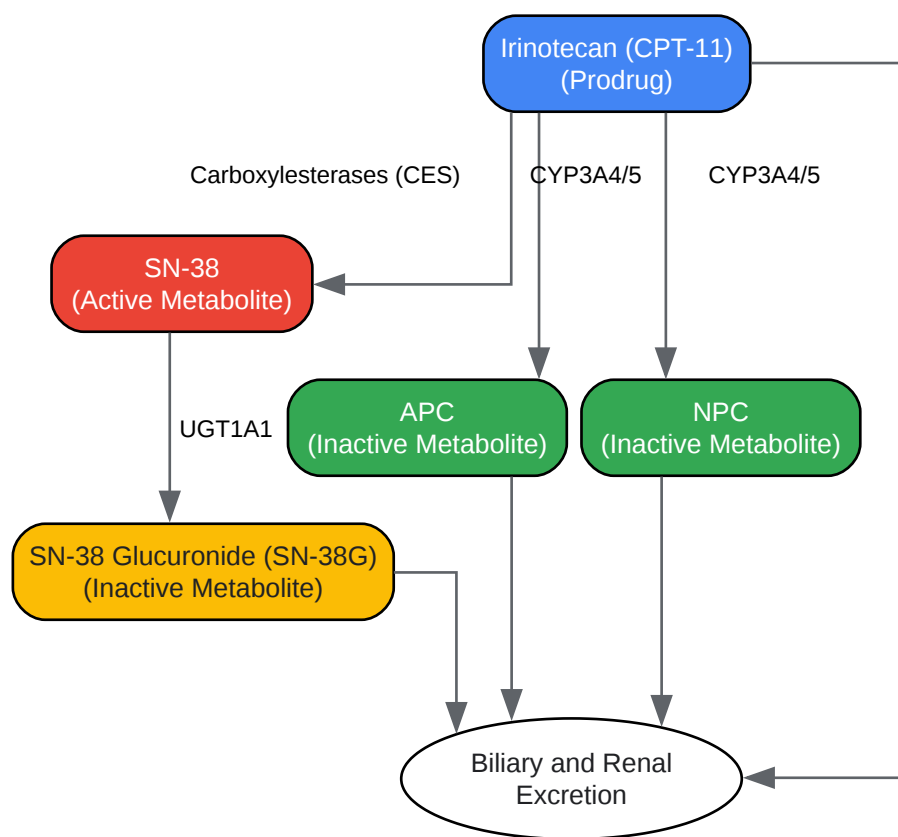 Irinotecan (CPT-11)
(Prodrug)
Carboxylesterases (CES)
CYP3A4/5
CYP3A4/5
SN-38
(Active Metabolite)
APC
(Inactive Metabolite)
NPC
(Inactive Metabolite)
UGT1A1
SN-38 Glucuronide (SN-38G)
(Inactive Metabolite)
Biliary and Renal
Excretion